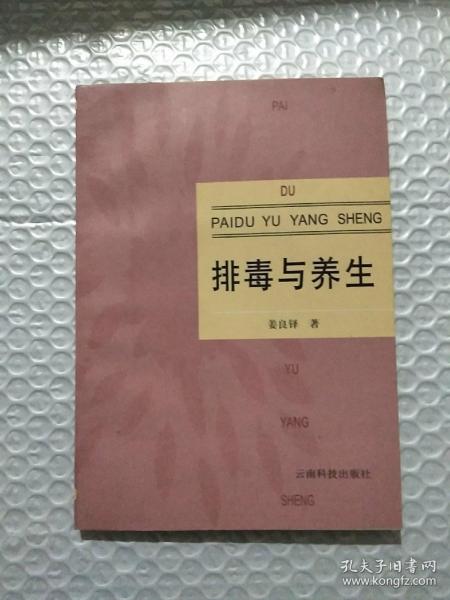 PAI
DU
PAIDU YU YANG SHENG
排毒与养生
姜良铎 著
YU
YANG
云南科技出版社
SHENG
孔夫子旧书网
www.kongfz.com